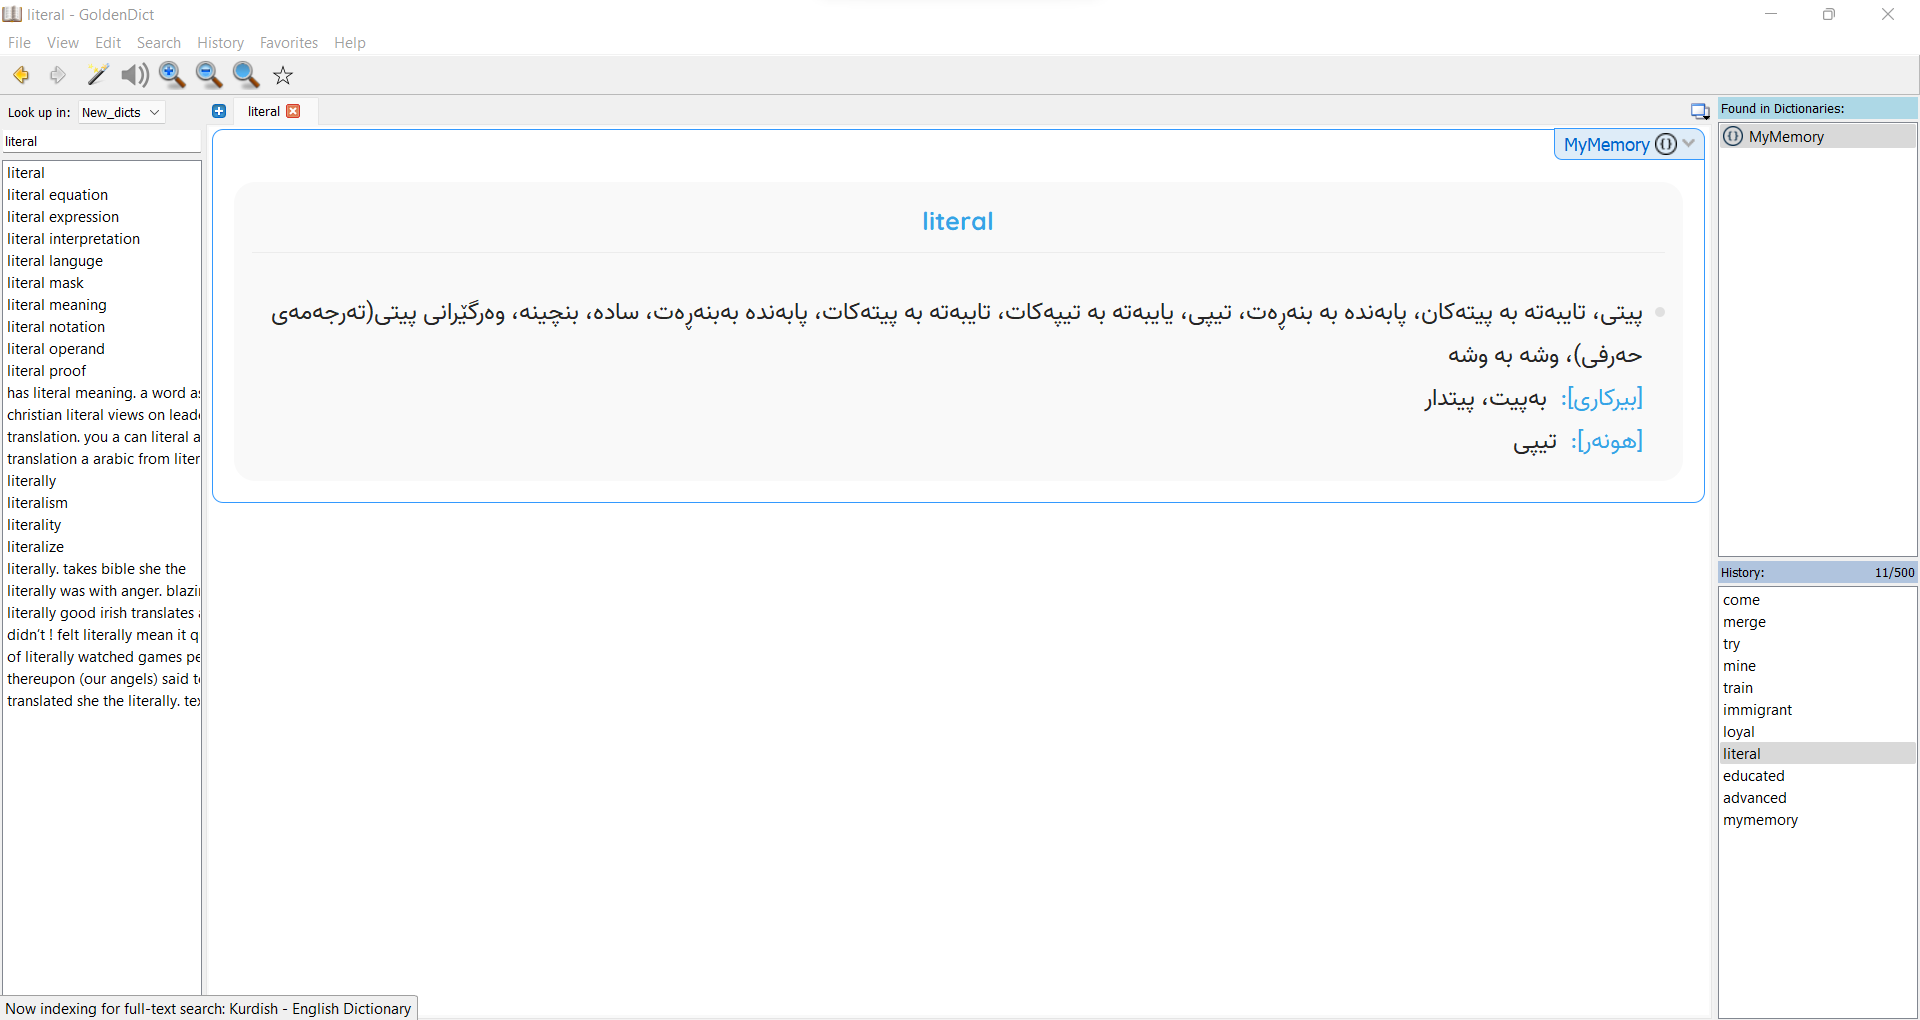 literal - GoldenDict
File View Edit Search History Favorites Help
Look up in: New_dicts
literal
literal
literal equation
literal expression
literal interpretation
literal languge
literal mask
literal meaning
literal notation
literal operand
literal proof
has literal meaning. a word as
christian literal views on lead
translation. you a can literal a
translation a arabic from liter
literally
literalism
literality
literalize
literally. takes bible she the
literally was with anger. blazi
literally good irish translates
didn't ! felt literally mean it q
of literally watched games pe
thereupon (our angels) said t
translated she the literally. te
Now indexing for full-text search: Kurdish - English Dictionary
literal
MyMemory
literal
پیتی، تایبەتە بە پیتەکان، پابەندە بە بنەڕەت، تیپی، یایبەتە بە تیپەکات، تایبەتە بە پیتەکات، پابەندە بەبنەڕەت، سادە، بنچینە، وەرگێڕانی پیتی(تەرجەمەی
حەرفی)، وشە بە وشە
[بیرکاری]: بەپیت، پیتدار
[هونەر]: تیپی
Found in Dictionaries:
MyMemory
History: 11/500
come
merge
try
mine
train
immigrant
loyal
literal
educated
advanced
mymemory